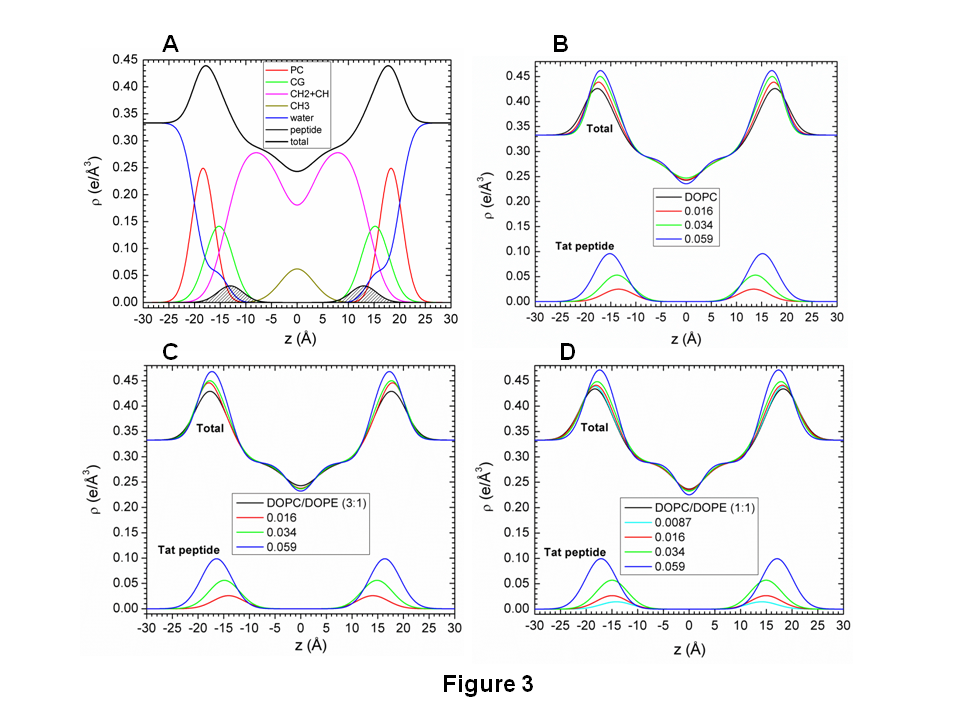 A
0.45
0.40
0.35
0.30
0.25
0.20
0.15
0.10
0.05
0.00
ρ (e/Å³)
PC
CG
CH2+CH
CH3
water
peptide
total
-30 -25 -20 -15 -10 -5 0 5 10 15 20 25 30
z (Å)
B
0.45
0.40
0.35
0.30
0.25
0.20
0.15
0.10
0.05
0.00
ρ (e/Å³)
Total
DOPC
0.016
0.034
0.059
Tat peptide
-30 -25 -20 -15 -10 -5 0 5 10 15 20 25 30
z (Å)
C
0.45
0.40
0.35
0.30
0.25
0.20
0.15
0.10
0.05
0.00
ρ (e/Å³)
Total
DOPC/DOPE (3:1)
0.016
0.034
0.059
Tat peptide
-30 -25 -20 -15 -10 -5 0 5 10 15 20 25 30
z (Å)
D
0.45
0.40
0.35
0.30
0.25
0.20
0.15
0.10
0.05
0.00
ρ (e/Å³)
Total
DOPC/DOPE (1:1)
0.0087
0.016
0.034
0.059
Tat peptide
-30 -25 -20 -15 -10 -5 0 5 10 15 20 25 30
z (Å)
Figure 3